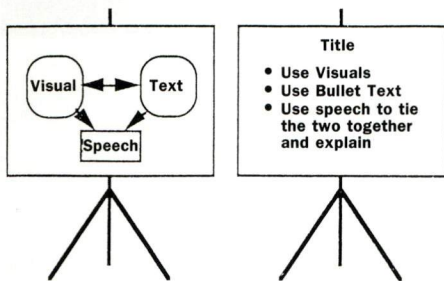 Visual
Text
Speech
Title
• Use Visuals
• Use Bullet Text
• Use speech to tie
the two together
and explain